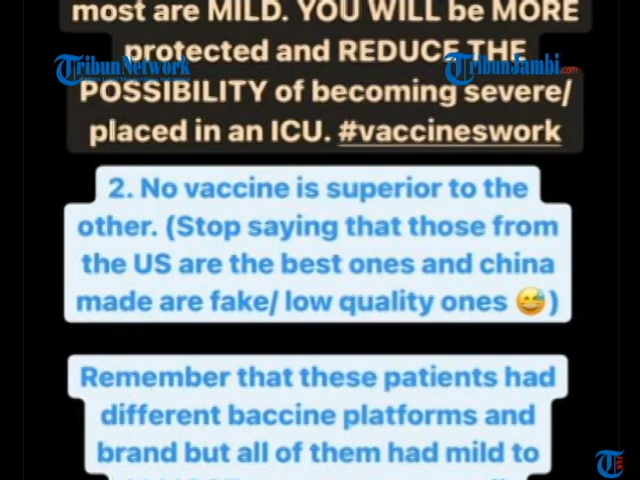 most are MILD. YOU WILL be MORE
protected and REDUCE THE
TribunNetwork
TribunJambi.com
POSSIBILITY of becoming severe/
placed in an ICU. #vaccineswork
2. No vaccine is superior to the
other. (Stop saying that those from
the US are the best ones and china
made are fake/ low quality ones 😅)
Remember that these patients had
different baccine platforms and
brand but all of them had mild to